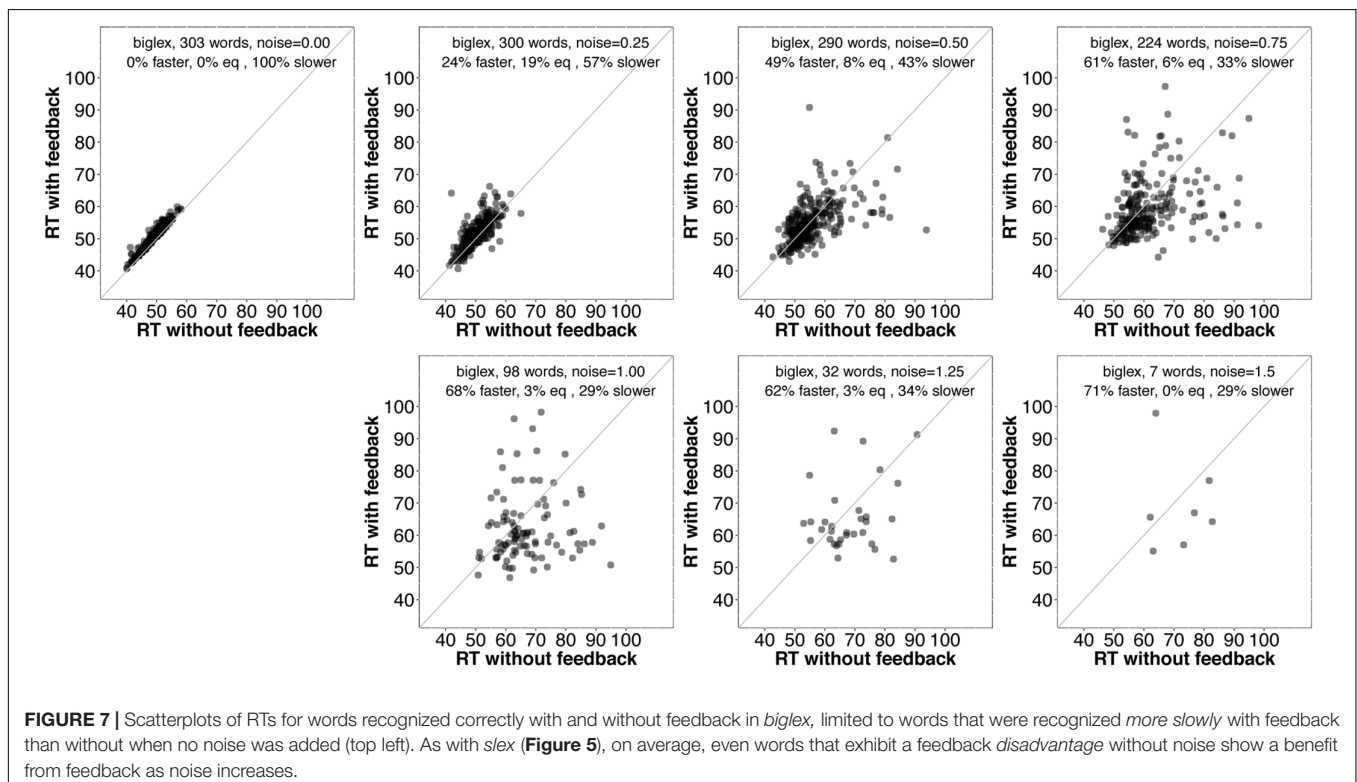 biglex, 303 words, noise=0.00
0% faster, 0% eq , 100% slower
RT with feedback
100
90
80
70
60
50
40
40 50 60 70 80 90 100
RT without feedback
biglex, 300 words, noise=0.25
24% faster, 19% eq , 57% slower
RT with feedback
100
90
80
70
60
50
40
40 50 60 70 80 90 100
RT without feedback
biglex, 290 words, noise=0.50
49% faster, 8% eq , 43% slower
RT with feedback
100
90
80
70
60
50
40
40 50 60 70 80 90 100
RT without feedback
biglex, 224 words, noise=0.75
61% faster, 6% eq , 33% slower
RT with feedback
100
90
80
70
60
50
40
40 50 60 70 80 90 100
RT without feedback
biglex, 98 words, noise=1.00
68% faster, 3% eq , 29% slower
RT with feedback
100
90
80
70
60
50
40
40 50 60 70 80 90 100
RT without feedback
biglex, 32 words, noise=1.25
62% faster, 3% eq , 34% slower
RT with feedback
100
90
80
70
60
50
40
40 50 60 70 80 90 100
RT without feedback
biglex, 7 words, noise=1.5
71% faster, 0% eq , 29% slower
RT with feedback
100
90
80
70
60
50
40
40 50 60 70 80 90 100
RT without feedback
FIGURE 7 | Scatterplots of RTs for words recognized correctly with and without feedback in biglex, limited to words that were recognized more slowly with feedback
than without when no noise was added (top left). As with slex (Figure 5), on average, even words that exhibit a feedback disadvantage without noise show a benefit
from feedback as noise increases.